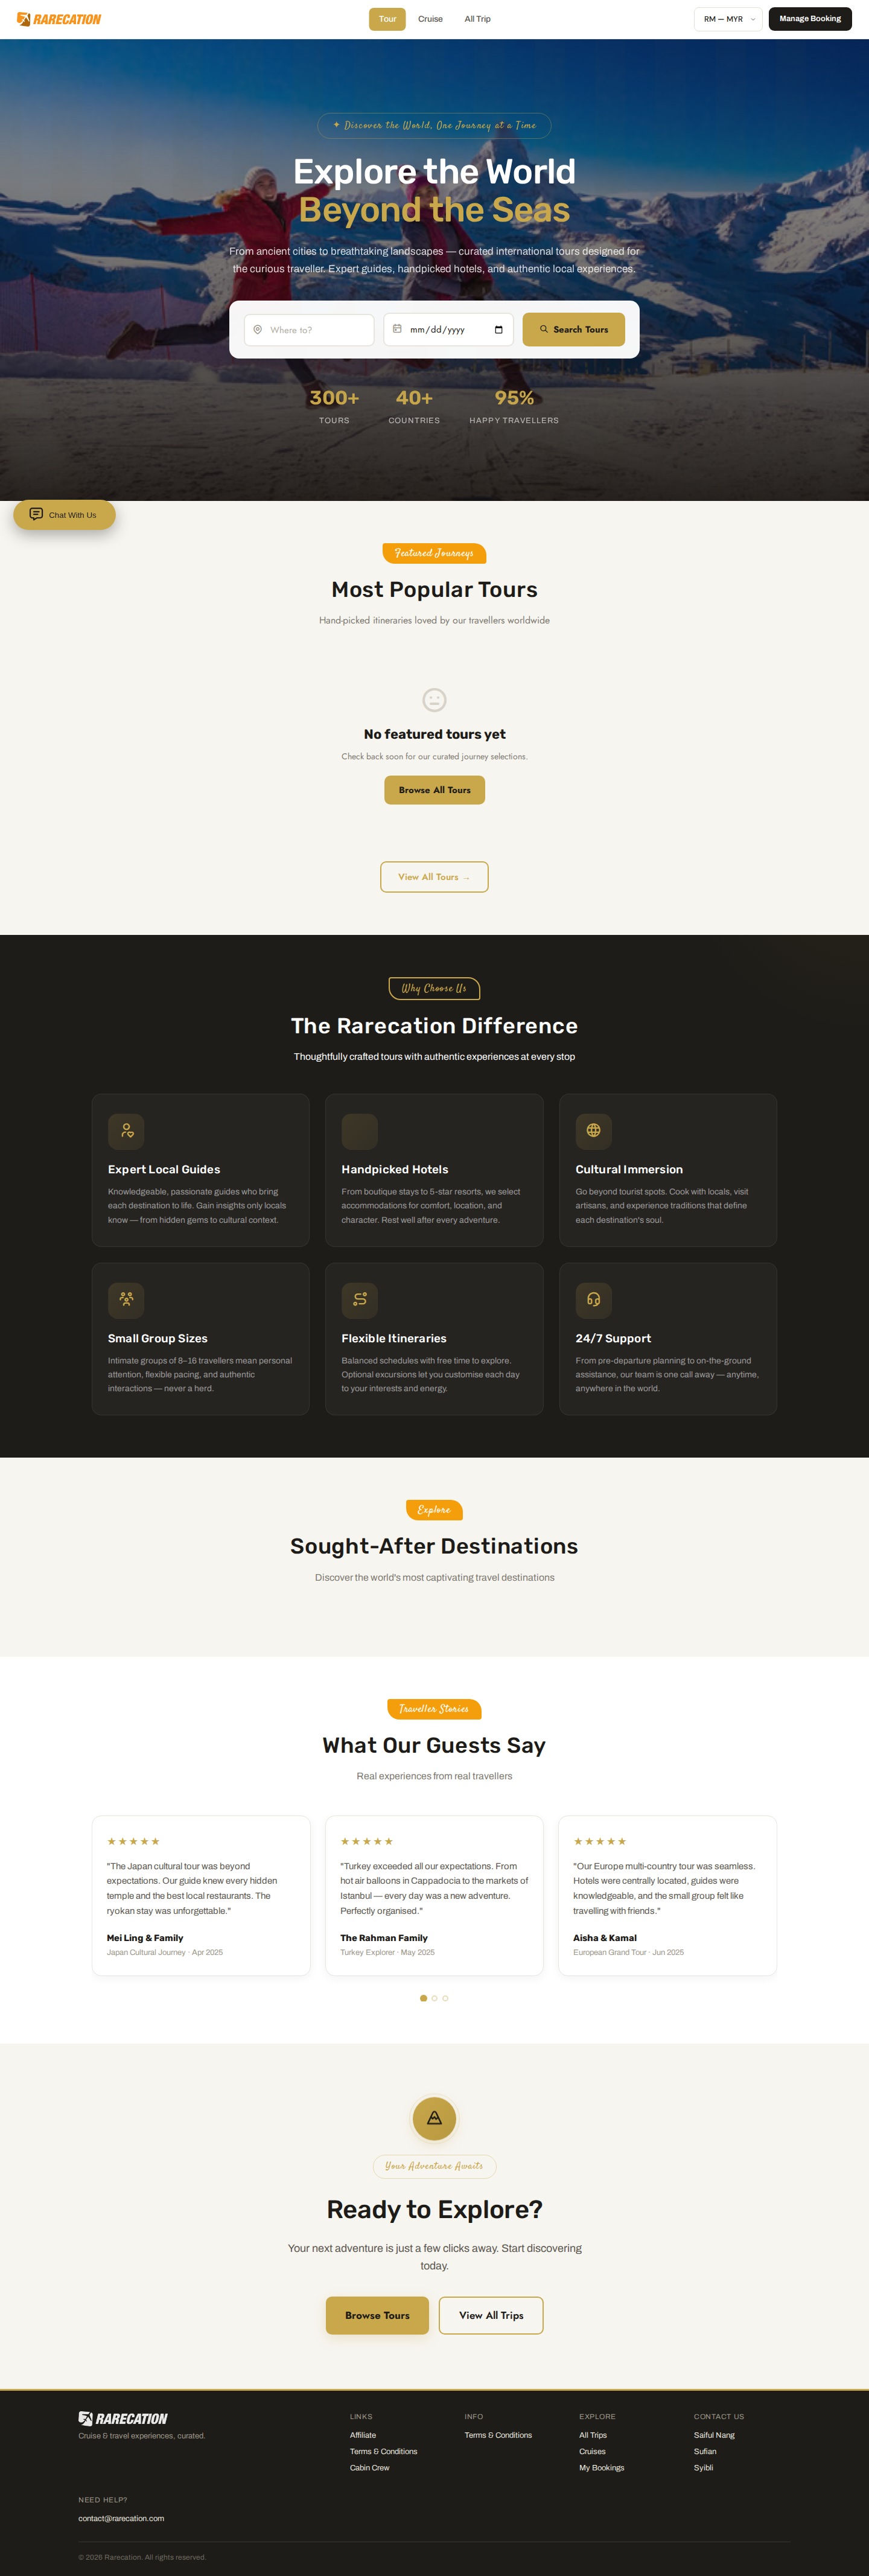 RARECATION
Tour
Cruise
All Trip
RM — MYR
Manage Booking
✦ Discover the World, One Journey at a Time
Explore the World
Beyond the Seas
From ancient cities to breathtaking landscapes — curated international tours designed for
the curious traveller. Expert guides, handpicked hotels, and authentic local experiences.
Where to?
mm/dd/yyyy
Search Tours
300+
TOURS
40+
COUNTRIES
95%
HAPPY TRAVELLERS
Chat With Us
Featured Journeys
Most Popular Tours
Hand-picked itineraries loved by our travellers worldwide
No featured tours yet
Check back soon for our curated journey selections.
Browse All Tours
View All Tours →
Why Choose Us
The Rarecation Difference
Thoughtfully crafted tours with authentic experiences at every stop
Expert Local Guides
Knowledgeable, passionate guides who bring
each destination to life. Gain insights only locals
know — from hidden gems to cultural context.
Handpicked Hotels
From boutique stays to 5-star resorts, we select
accommodations for comfort, location, and
character. Rest well after every adventure.
Cultural Immersion
Go beyond tourist spots. Cook with locals, visit
artisans, and experience traditions that define
each destination's soul.
Small Group Sizes
Intimate groups of 8–16 travellers mean personal
attention, flexible pacing, and authentic
interactions — never a herd.
Flexible Itineraries
Balanced schedules with free time to explore.
Optional excursions let you customise each day
to your interests and energy.
24/7 Support
From pre-departure planning to on-the-ground
assistance, our team is one call away — anytime,
anywhere in the world.
Explore
Sought-After Destinations
Discover the world's most captivating travel destinations
Traveller Stories
What Our Guests Say
Real experiences from real travellers
★★★★★
"The Japan cultural tour was beyond
expectations. Our guide knew every hidden
temple and the best local restaurants. The
ryokan stay was unforgettable."
Mei Ling & Family
Japan Cultural Journey · Apr 2025
★★★★★
"Turkey exceeded all our expectations. From
hot air balloons in Cappadocia to the markets of
Istanbul — every day was a new adventure.
Perfectly organised."
The Rahman Family
Turkey Explorer · May 2025
★★★★★
"Our Europe multi-country tour was seamless.
Hotels were centrally located, guides were
knowledgeable, and the small group felt like
travelling with friends."
Aisha & Kamal
European Grand Tour · Jun 2025
Your Adventure Awaits
Ready to Explore?
Your next adventure is just a few clicks away. Start discovering
today.
Browse Tours
View All Trips
RARECATION
Cruise & travel experiences, curated.
LINKS
Affiliate
Terms & Conditions
Cabin Crew
INFO
Terms & Conditions
EXPLORE
All Trips
Cruises
My Bookings
CONTACT US
Saiful Nang
Sufian
Syibli
NEED HELP?
contact@rarecation.com
© 2025 Rarecation. All rights reserved.